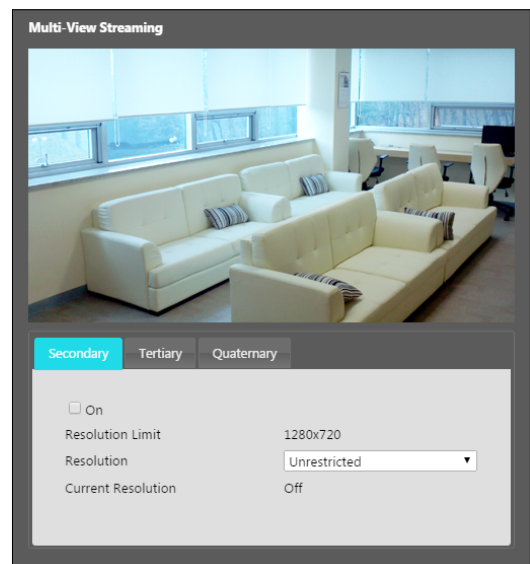 Multi-View Streaming
Secondary Tertiary Quaternary
On
Resolution Limit 1280x720
Resolution Unrestricted
Current Resolution Off